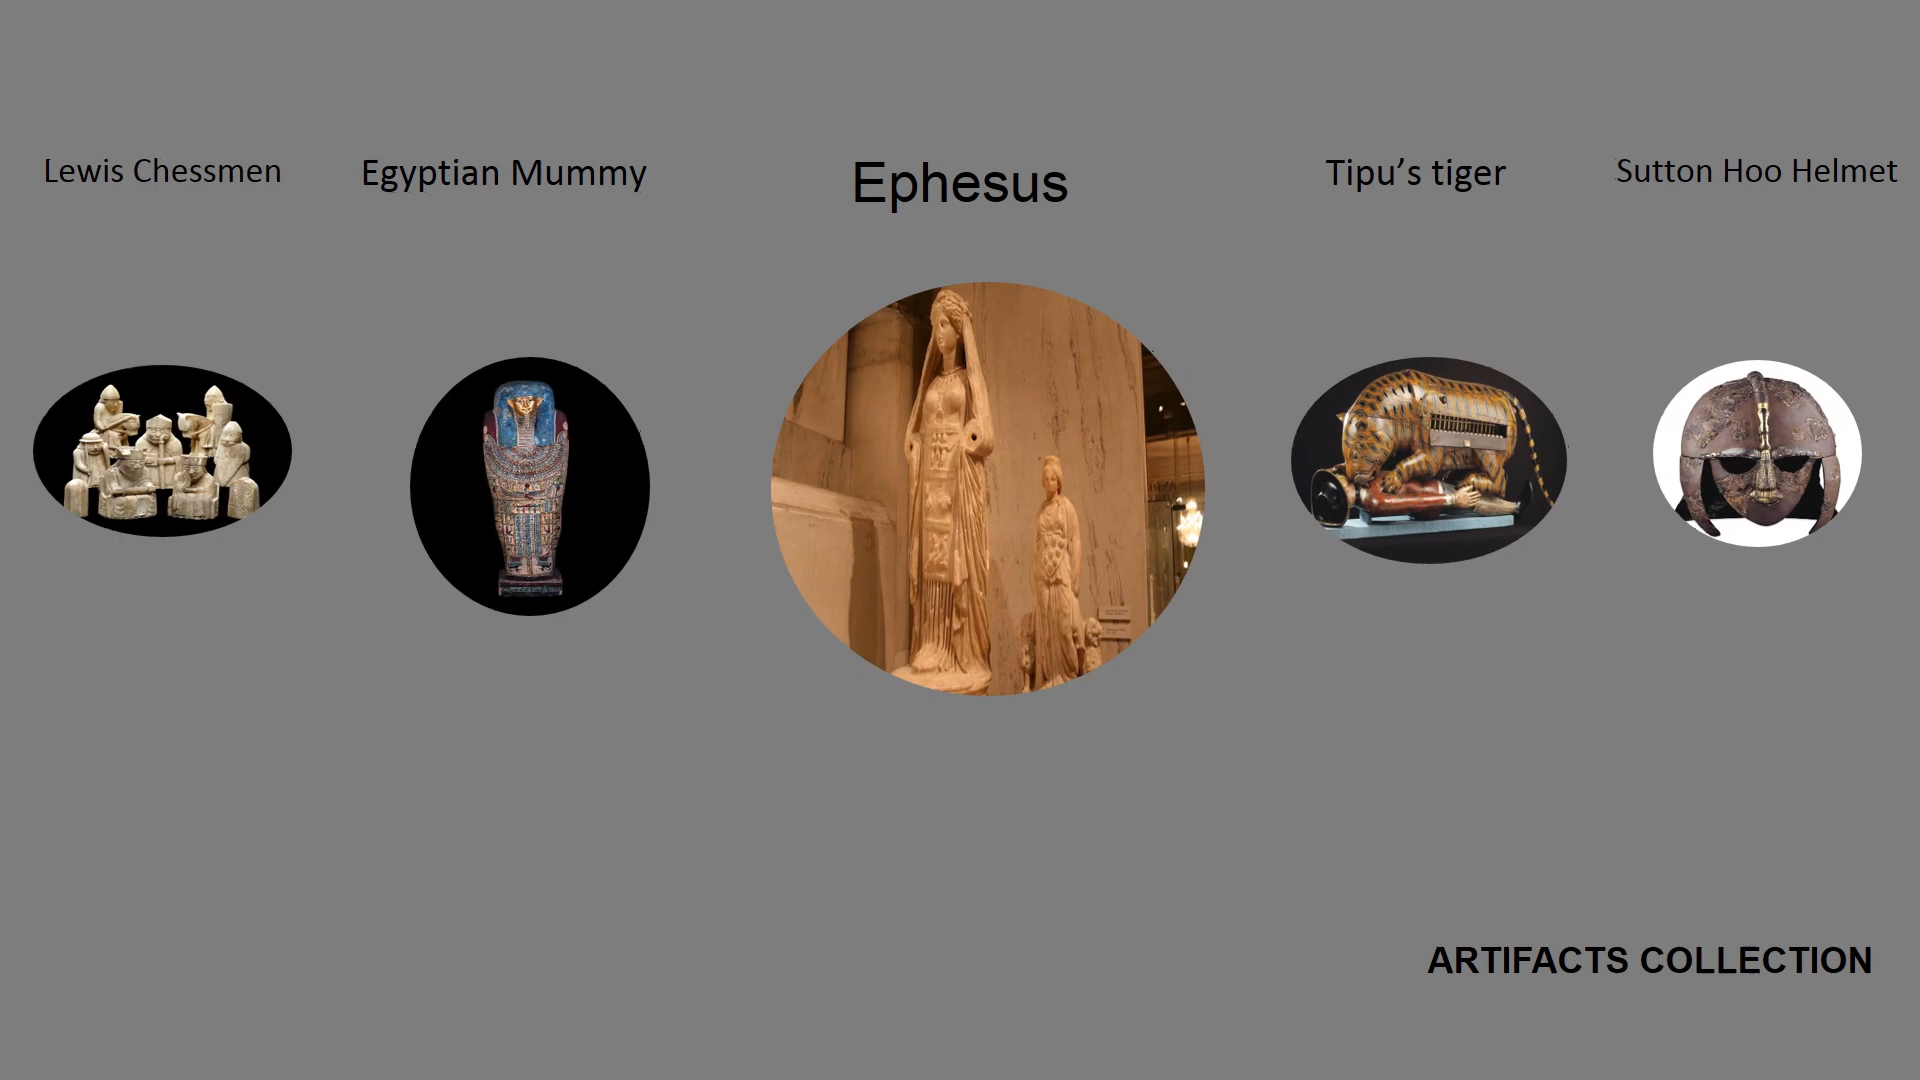 Lewis Chessmen
Egyptian Mummy
Ephesus
Tipu’s tiger
Sutton Hoo Helmet
ARTIFACTS COLLECTION